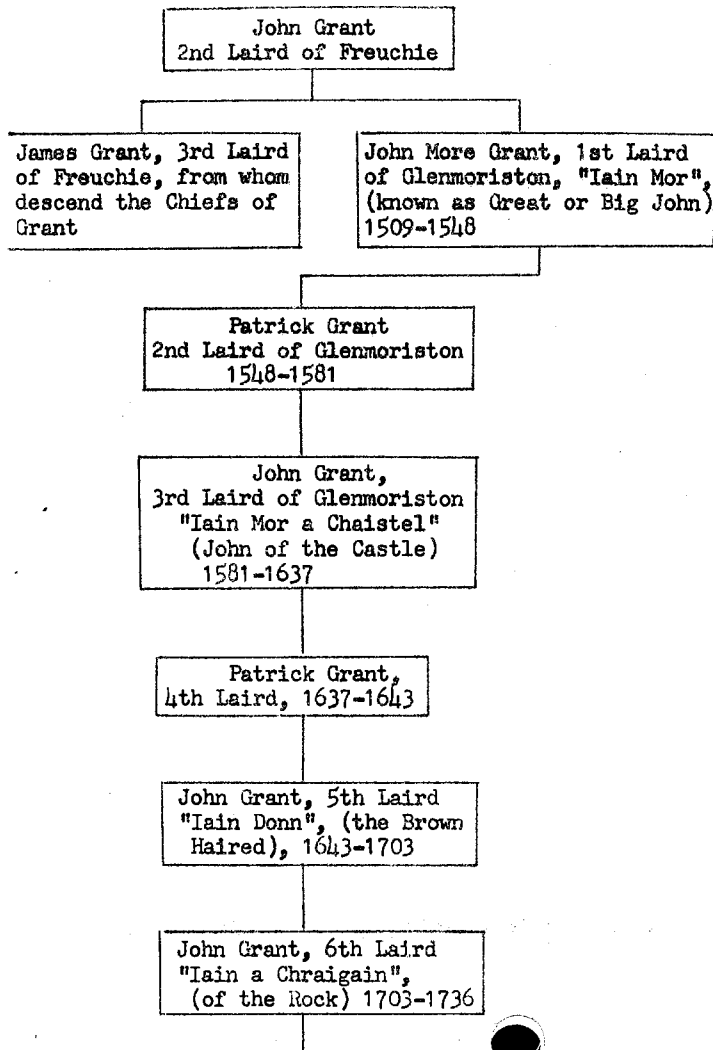 John Grant
2nd Laird of Freuchie
James Grant, 3rd Laird
of Freuchie, from whom
descend the Chiefs of
Grant
John More Grant, 1st Laird
of Glenmoriston, "Iain Mor",
(known as Great or Big John)
1509-1548
Patrick Grant
2nd Laird of Glenmoriston
1548-1581
John Grant,
3rd Laird of Glenmoriston
"Iain Mor a Chaistel"
(John of the Castle)
1581-1637
Patrick Grant,
4th Laird, 1637-1643
John Grant, 5th Laird
"Iain Donn", (the Brown
Haired), 1643-1703
John Grant, 6th Laird
"Iain a Chraigain",
(of the Rock) 1703-1736